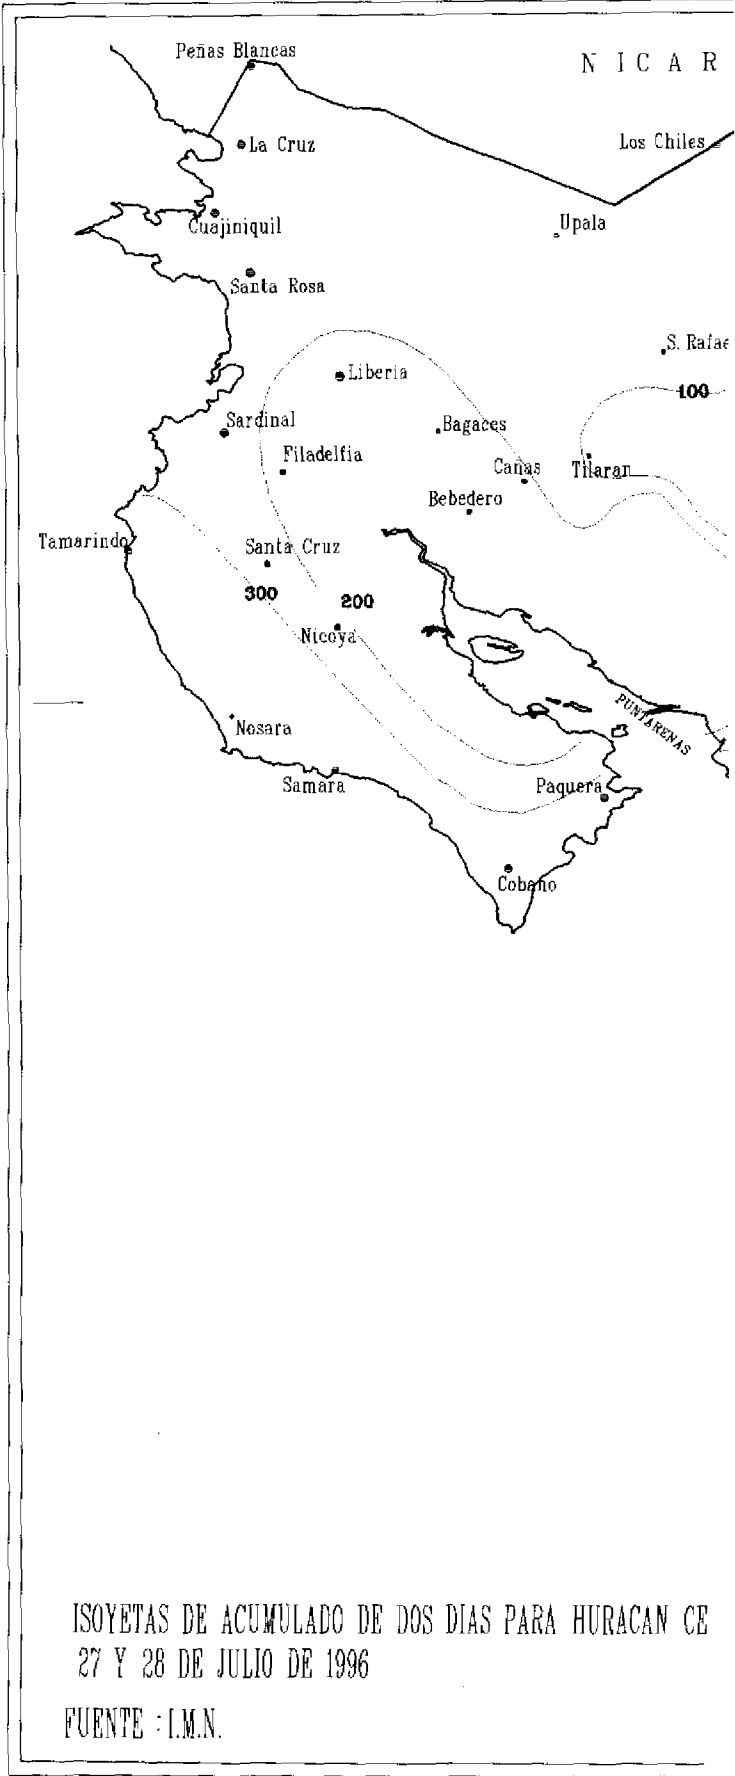 Peñas Blancas
N I C A R
La Cruz
Los Chiles
Cuajiniquil
Upala
Santa Rosa
S. Rafae
Liberia
100
Sardinal
Bagaces
Filadelfia
Cañas
Tilaran
Bebedero
Tamarindo
Santa Cruz
300
200
Nicoya
PUNTARENAS
Nosara
Samara
Paquera
Cobano
ISOYETAS DE ACUMULADO DE DOS DIAS PARA HURACAN CE
27 Y 28 DE JULIO DE 1996
FUENTE : I.M.N.